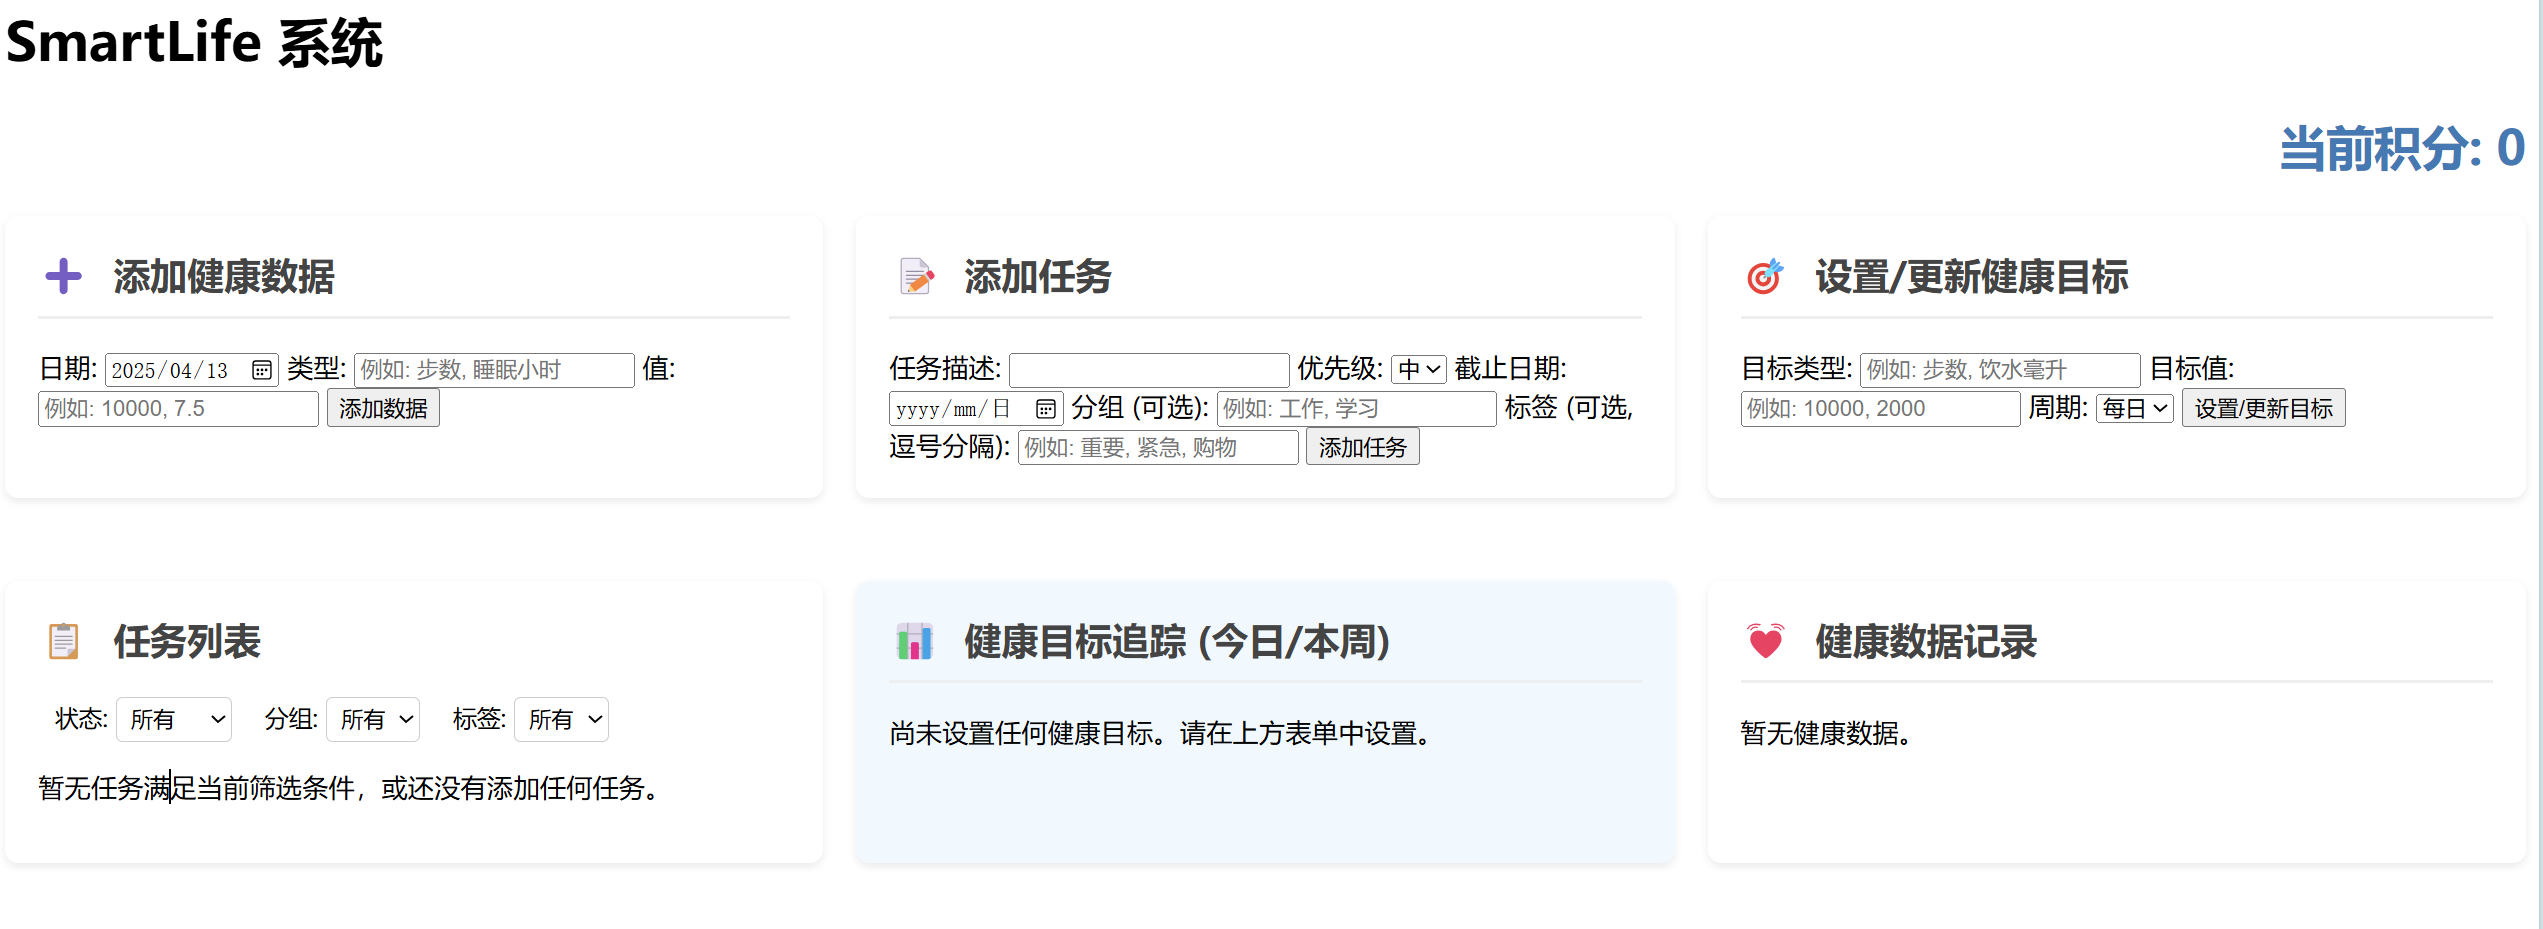 SmartLife 系统
当前积分: 0
添加健康数据
日期: 2025/04/13 类型: 例如: 步数, 睡眠小时 值:
例如: 10000, 7.5 添加数据
添加任务
任务描述: 优先级: 中 截止日期:
yyyy/mm/日 分组 (可选): 例如: 工作, 学习 标签 (可选,
逗号分隔): 例如: 重要, 紧急, 购物 添加任务
设置/更新健康目标
目标类型: 例如: 步数, 饮水毫升 目标值:
例如: 10000, 2000 周期: 每日 设置/更新目标
任务列表
状态: 所有 分组: 所有 标签: 所有
暂无任务满足当前筛选条件，或还没有添加任何任务。
健康目标追踪 (今日/本周)
尚未设置任何健康目标。请在上方表单中设置。
健康数据记录
暂无健康数据。